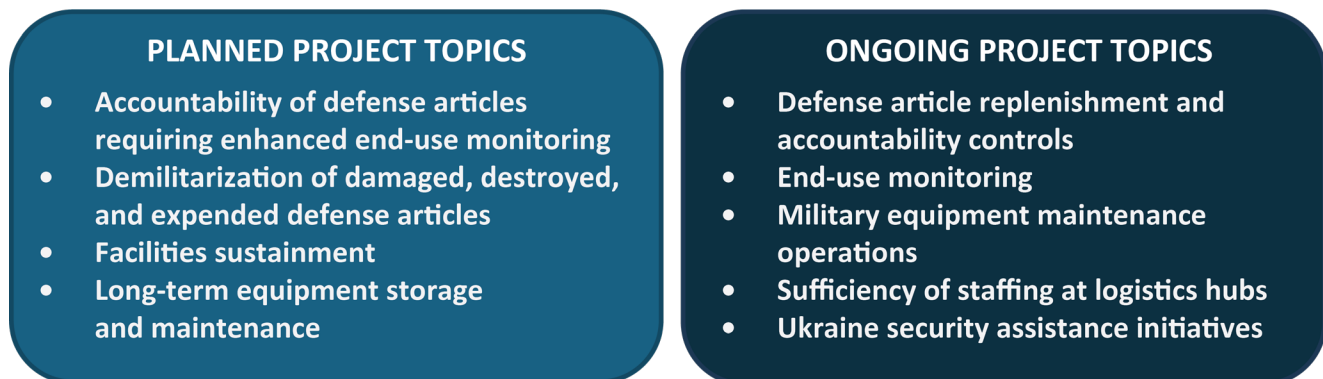 PLANNED PROJECT TOPICS
• Accountability of defense articles
requiring enhanced end-use monitoring
• Demilitarization of damaged, destroyed,
and expended defense articles
• Facilities sustainment
• Long-term equipment storage
and maintenance
ONGOING PROJECT TOPICS
• Defense article replenishment and
accountability controls
• End-use monitoring
• Military equipment maintenance
operations
• Sufficiency of staffing at logistics hubs
• Ukraine security assistance initiatives